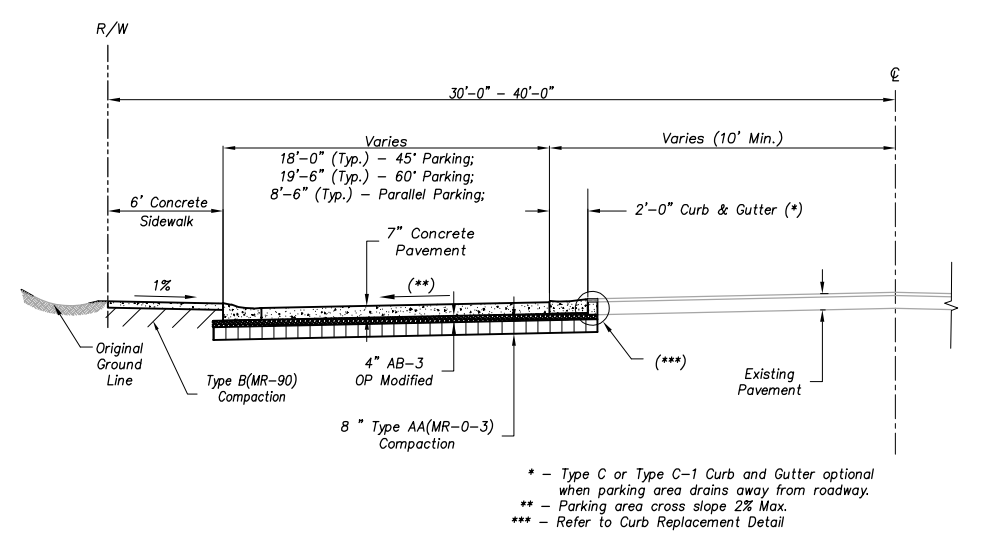 R/W
℄
30'-0" - 40'-0"
Varies
18'-0" (Typ.) - 45° Parking;
19'-6" (Typ.) - 60° Parking;
8'-6" (Typ.) - Parallel Parking;
Varies (10' Min.)
6' Concrete
Sidewalk
2'-0" Curb & Gutter (*)
7" Concrete
Pavement
1%
(**)
Original
Ground
Line
Type B(MR-90)
Compaction
4" AB-3
OP Modified
8 " Type AA(MR-0-3)
Compaction
(***)
Existing
Pavement
* - Type C or Type C-1 Curb and Gutter optional
when parking area drains away from roadway.
** - Parking area cross slope 2% Max.
*** - Refer to Curb Replacement Detail